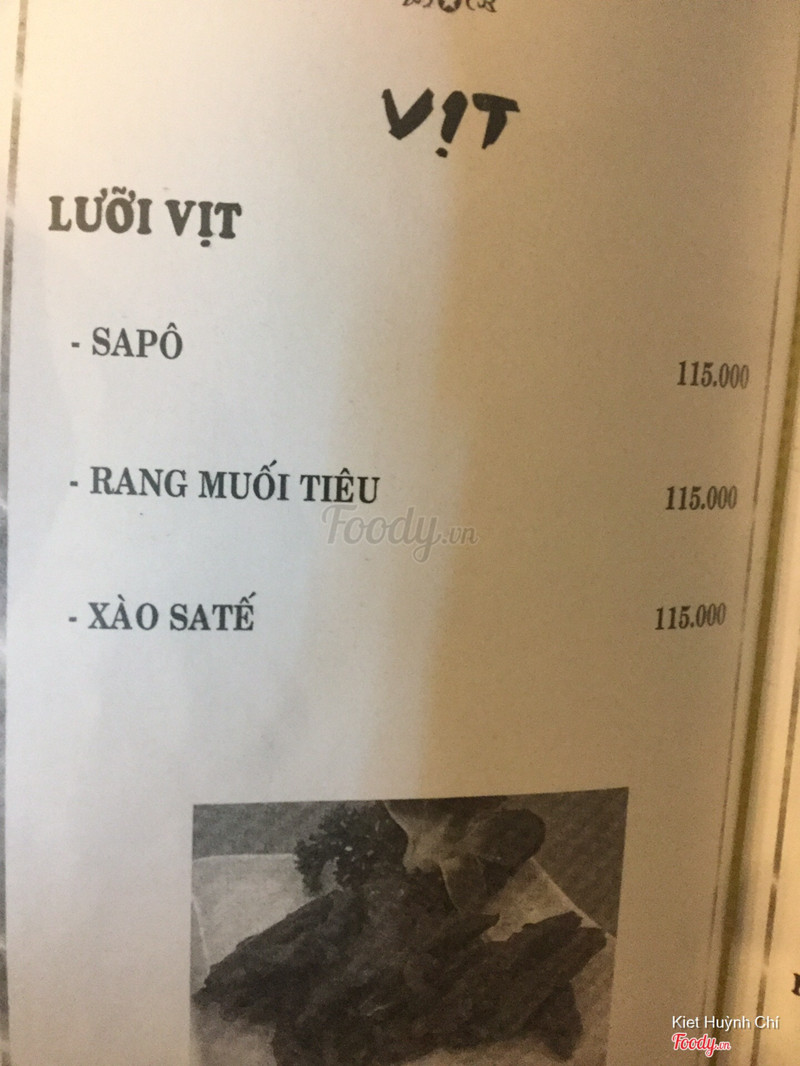 VỊT
LƯỠI VỊT
- SAPÔ 115.000
- RANG MUỐI TIÊU 115.000
Foody.vn
- XÀO SATẾ 115.000
Kiet Huỳnh Chí
Foody.vn